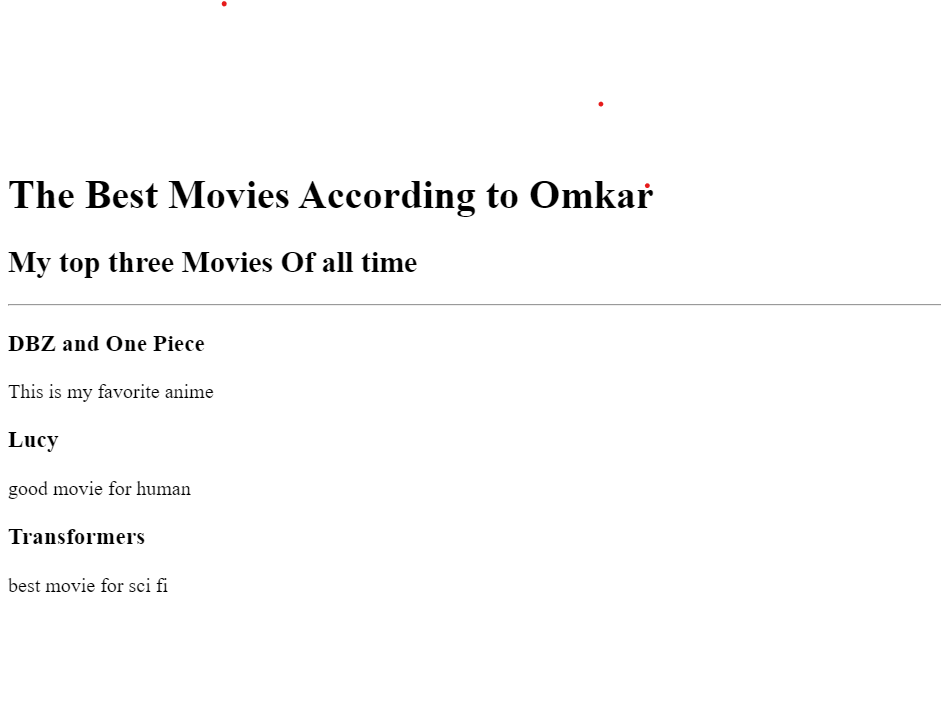 The Best Movies According to Omkar
My top three Movies Of all time
DBZ and One Piece
This is my favorite anime
Lucy
good movie for human
Transformers
best movie for sci fi